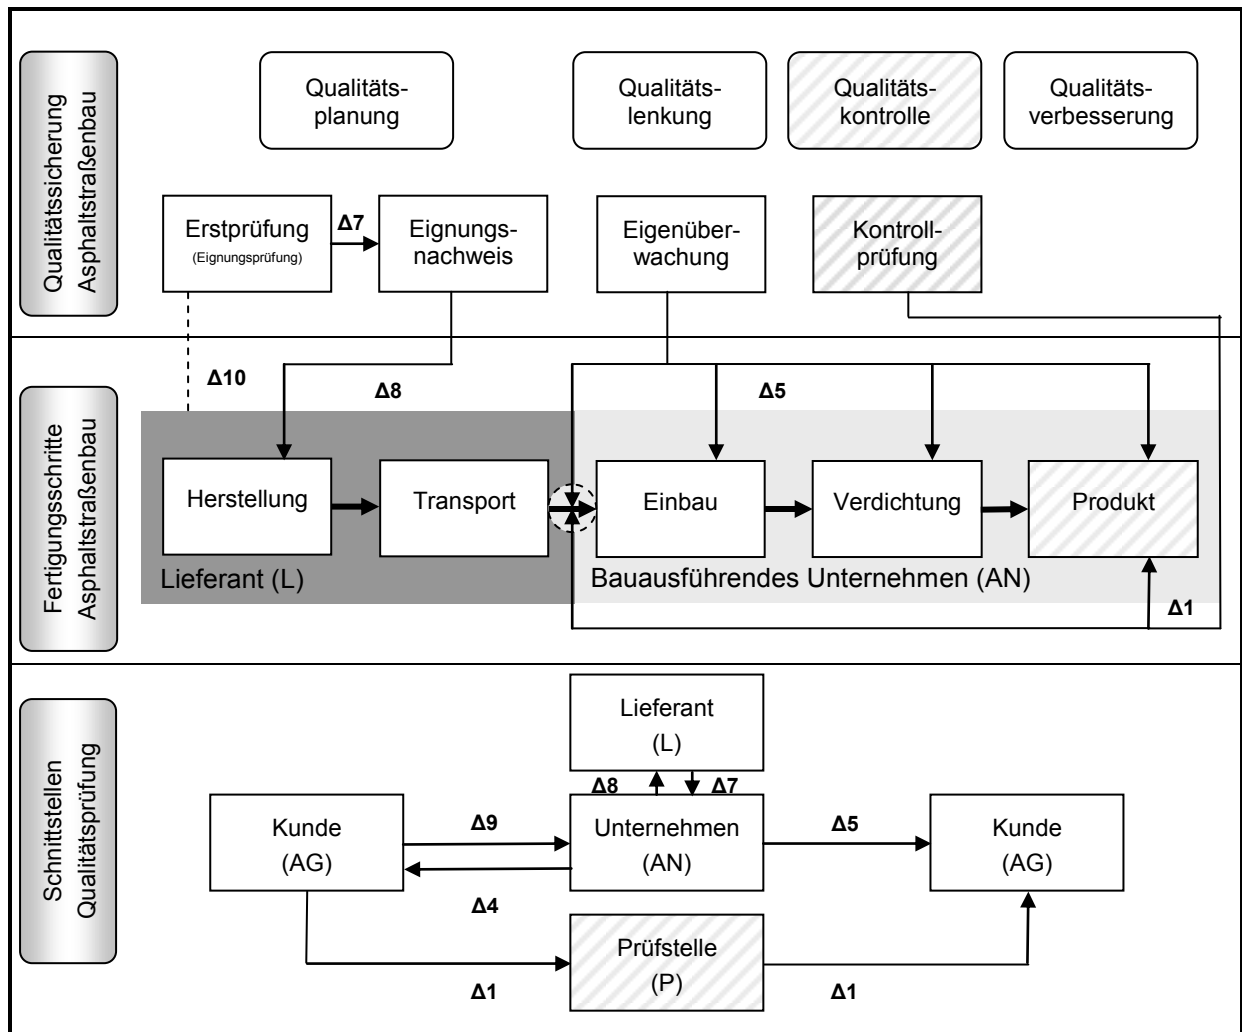 Qualitätssicherung
Asphaltstraßenbau
Qualitäts-
planung
Qualitäts-
lenkung
Qualitäts-
kontrolle
Qualitäts-
verbesserung
Erstprüfung
(Eignungsprüfung)
Δ7
Eignungs-
nachweis
Eigenüber-
wachung
Kontroll-
prüfung
Fertigungsschritte
Asphaltstraßenbau
Δ10
Δ8
Δ5
Herstellung
Transport
Einbau
Verdichtung
Produkt
Lieferant (L)
Bauausführendes Unternehmen (AN)
Δ1
Schnittstellen
Qualitätsprüfung
Lieferant
(L)
Δ8
Δ7
Kunde
(AG)
Δ9
Unternehmen
(AN)
Δ5
Kunde
(AG)
Δ4
Prüfstelle
(P)
Δ1
Δ1